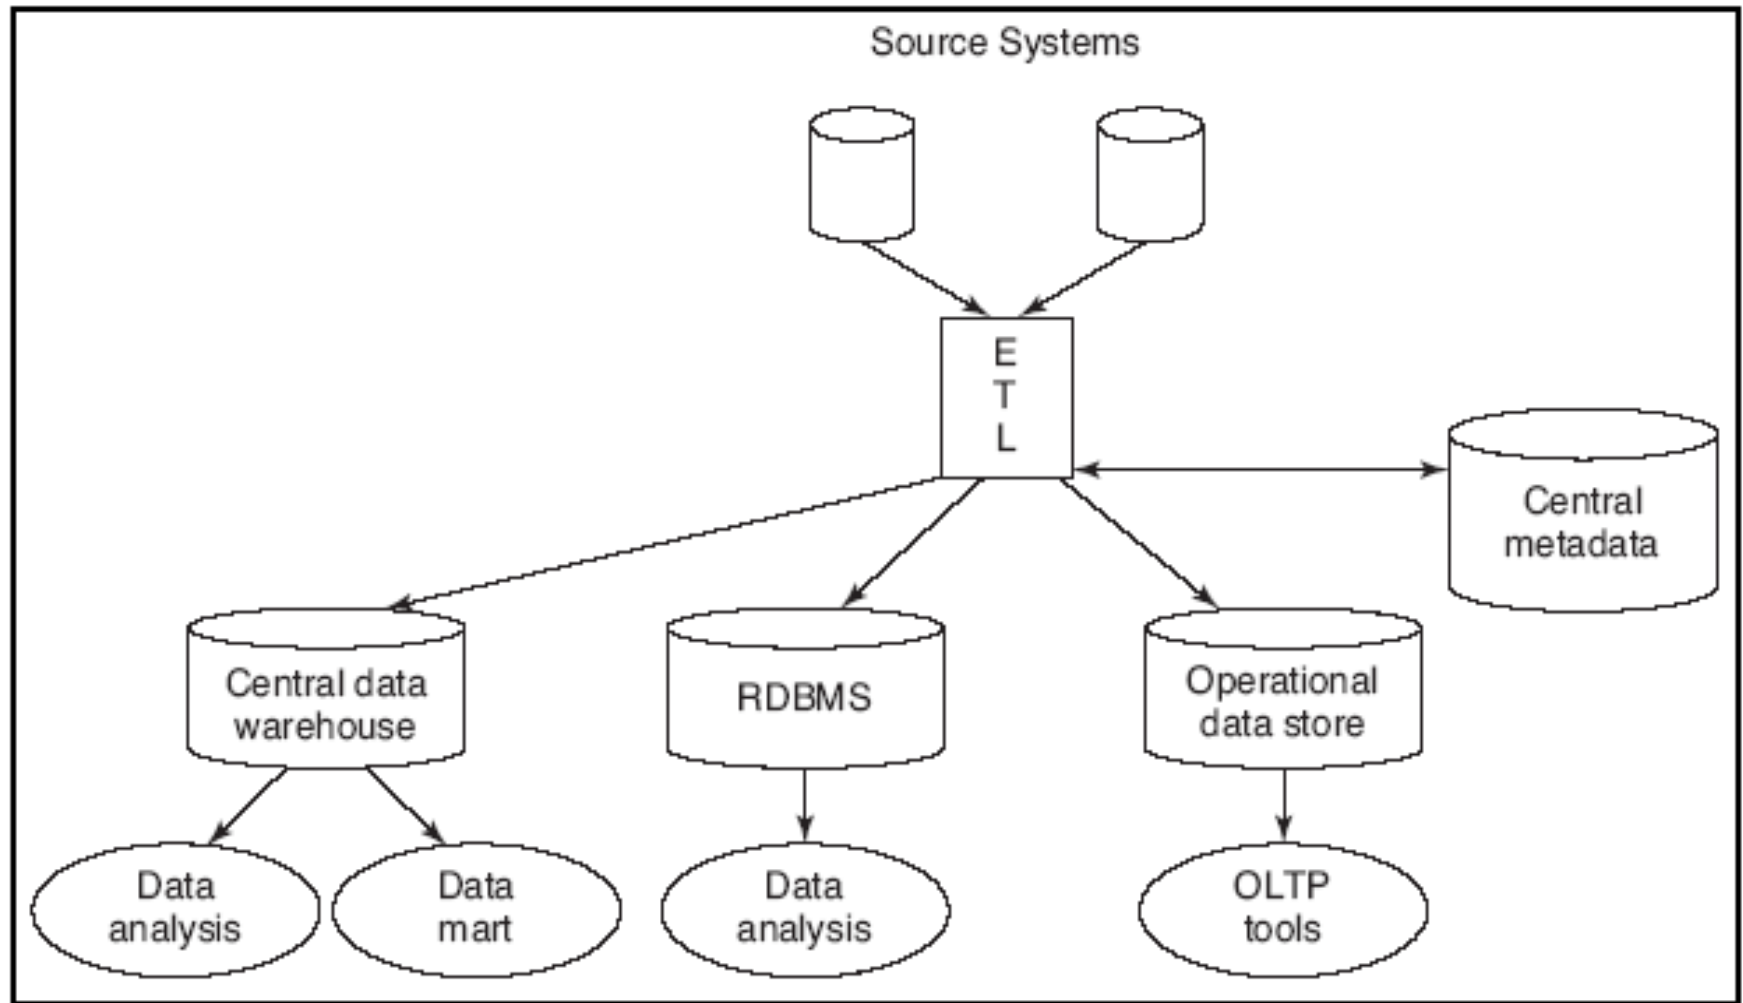 Source Systems
E
T
L
Central
metadata
Central data
warehouse
RDBMS
Operational
data store
Data
analysis
Data
mart
Data
analysis
OLTP
tools